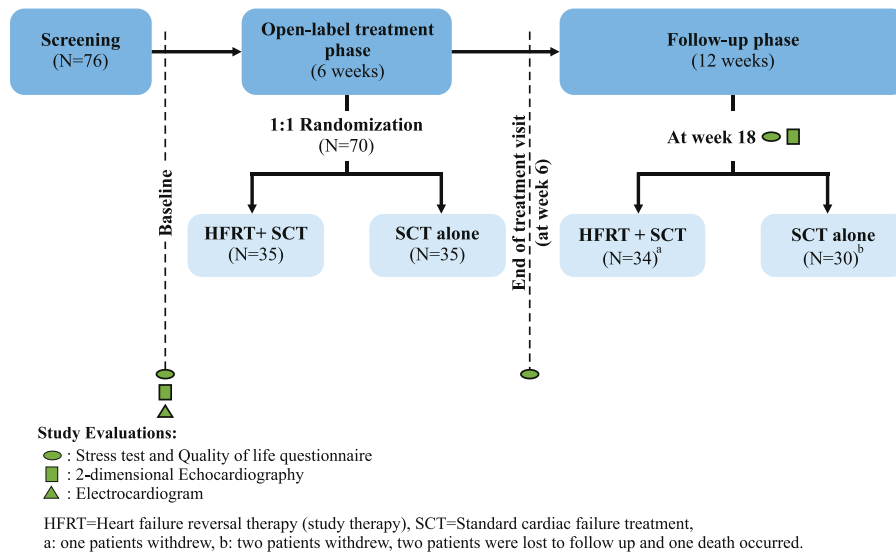 Screening
(N=76)
Open-label treatment
phase
(6 weeks)
Follow-up phase
(12 weeks)
1:1 Randomization
(N=70)
At week 18
Baseline
End of treatment visit
(at week 6)
HFRT+ SCT
(N=35)
SCT alone
(N=35)
HFRT + SCT
(N=34)a
SCT alone
(N=30)b
Study Evaluations:
: Stress test and Quality of life questionnaire
: 2-dimensional Echocardiography
: Electrocardiogram
HFRT=Heart failure reversal therapy (study therapy), SCT=Standard cardiac failure treatment,
a: one patients withdrew, b: two patients withdrew, two patients were lost to follow up and one death occurred.